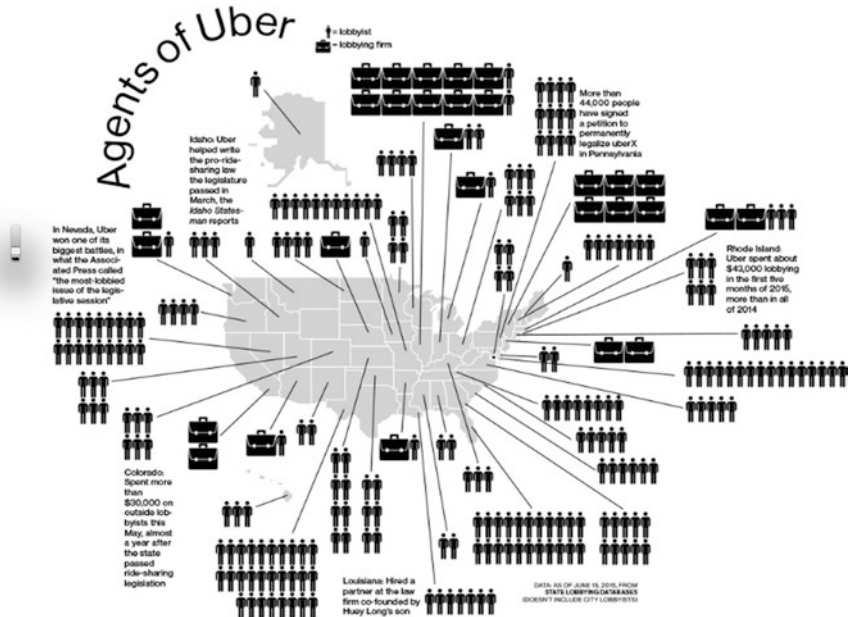 Agents of Uber
= lobbyist
= lobbying firm
More than
44,000 people
have signed
a petition to
permanently
legalize uberX
in Pennsylvania
Idaho: Uber
helped write
the pro-ride-
sharing law
the legislature
passed in
March, the
Idaho States-
man reports
In Nevada, Uber
won one of its
biggest battles, in
what the Associ-
ated Press called
"the most-lobbied
issue of the legis-
lative session"
Rhode Island:
Uber spent about
$43,000 lobbying
in the first five
months of 2015,
more than in all
of 2014
Colorado:
Spent more
than
$30,000 on
outside lob-
byists this
May, almost
a year after
the state
passed
ride-sharing
legislation
Louisiana: Hired a
partner at the law
firm co-founded by
Huey Long's son
DATA: AS OF JUNE 15, 2015, FROM
STATE LOBBYING DATABASES
(DOESN'T INCLUDE CITY LOBBYISTS)